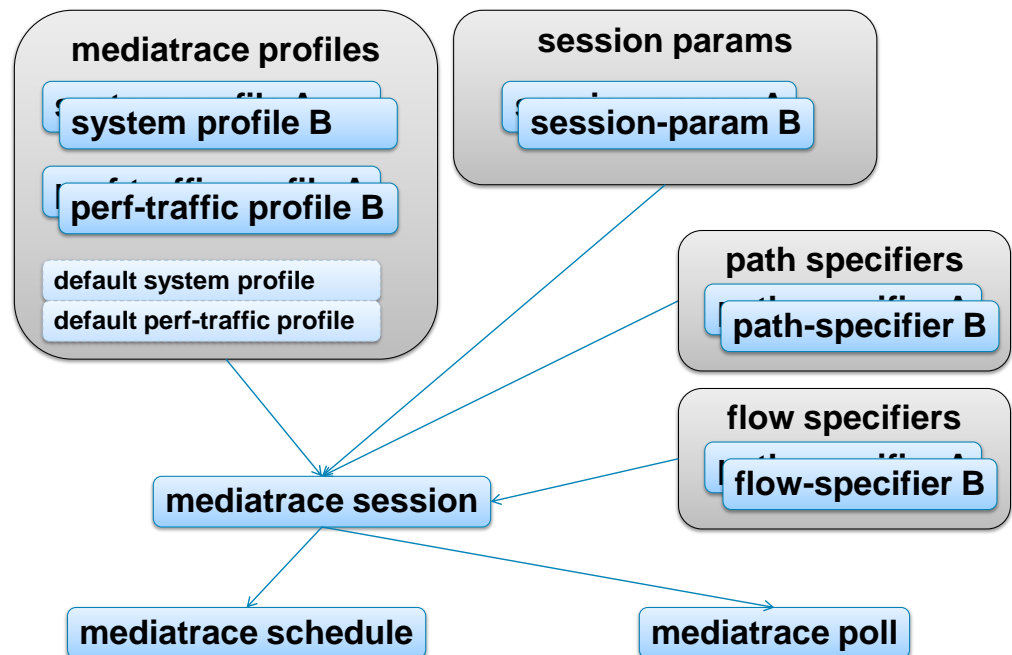 mediatrace profiles
system profile B
perf-traffic profile B
default system profile
default perf-traffic profile
session params
session-param B
path specifiers
path-specifier B
flow specifiers
flow-specifier B
mediatrace session
mediatrace schedule
mediatrace poll